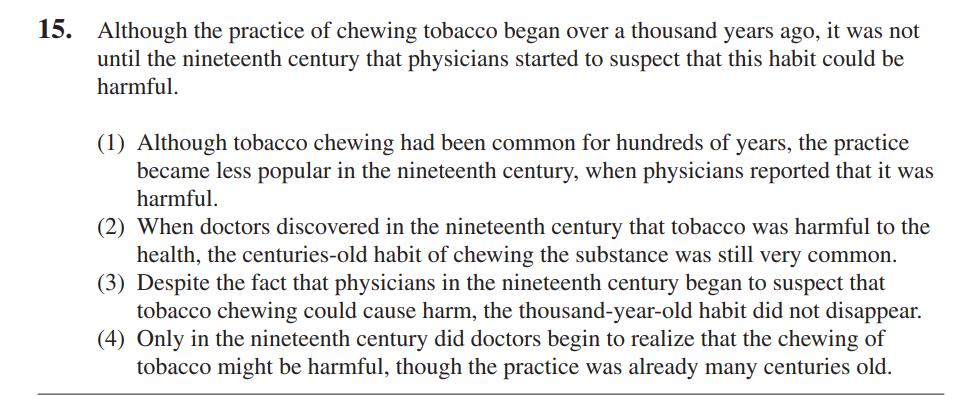 15. Although the practice of chewing tobacco began over a thousand years ago, it was not
until the nineteenth century that physicians started to suspect that this habit could be
harmful.
(1) Although tobacco chewing had been common for hundreds of years, the practice
became less popular in the nineteenth century, when physicians reported that it was
harmful.
(2) When doctors discovered in the nineteenth century that tobacco was harmful to the
health, the centuries-old habit of chewing the substance was still very common.
(3) Despite the fact that physicians in the nineteenth century began to suspect that
tobacco chewing could cause harm, the thousand-year-old habit did not disappear.
(4) Only in the nineteenth century did doctors begin to realize that the chewing of
tobacco might be harmful, though the practice was already many centuries old.